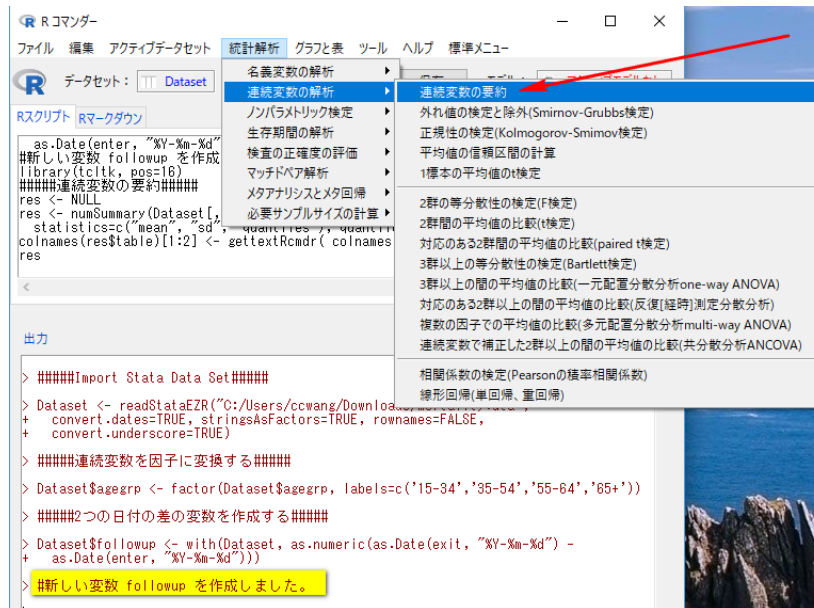 R コマンダー
ファイル 編集 アクティブデータセット 統計解析 グラフと表 ツール ヘルプ 標準メニュー
データセット: Dataset
Rスクリプト Rマークダウン
名義変数の解析
連続変数の解析
ノンパラメトリック検定
生存期間の解析
検査の正確度の評価
マッチドペア解析
メタアナリシスとメタ回帰
必要サンプルサイズの計算
連続変数の要約
外れ値の検定と除外(Smirnov-Grubbs検定)
正規性の検定(Kolmogorov-Smirnov検定)
平均値の信頼区間の計算
1標本の平均値のt検定
2群の等分散性の検定(F検定)
2群間の平均値の比較(t検定)
対応のある2群間の平均値の比較(paired t検定)
3群以上の等分散性の検定(Bartlett検定)
3群以上の間の平均値の比較(一元配置分散分析one-way ANOVA)
対応のある2群以上の間の平均値の比較(反復[経時]測定分散分析)
複数の因子での平均値の比較(多元配置分散分析multi-way ANOVA)
連続変数で補正した2群以上の間の平均値の比較(共分散分析ANCOVA)
相関係数の検定(Pearsonの積率相関係数)
線形回帰(単回帰、重回帰)
as.Date(enter, "%Y-%m-%d"
#新しい変数 followup を作成
library(tcltk, pos=16)
#####連続変数の要約#####
res <- NULL
res <- numSummary(Dataset[,
statistics=c("mean", "sd",
colnames(res$table)[1:2] <- gettextRcmdr( colnames
res
出力
> #####Import Stata Data Set#####
> Dataset <- readStataEZR("C:/Users/ccwang/Downloads/
+ convert.dates=TRUE, stringsAsFactors=TRUE, rownames=FALSE,
+ convert.underscore=TRUE)
> #####連続変数を因子に変換する#####
> Dataset$agegrp <- factor(Dataset$agegrp, labels=c('15-34','35-54','55-64','65+'))
> #####2つの日付の差の変数を作成する#####
> Dataset$followup <- with(Dataset, as.numeric(as.Date(exit, "%Y-%m-%d") -
+ as.Date(enter, "%Y-%m-%d")))
> #新しい変数 followup を作成しました。